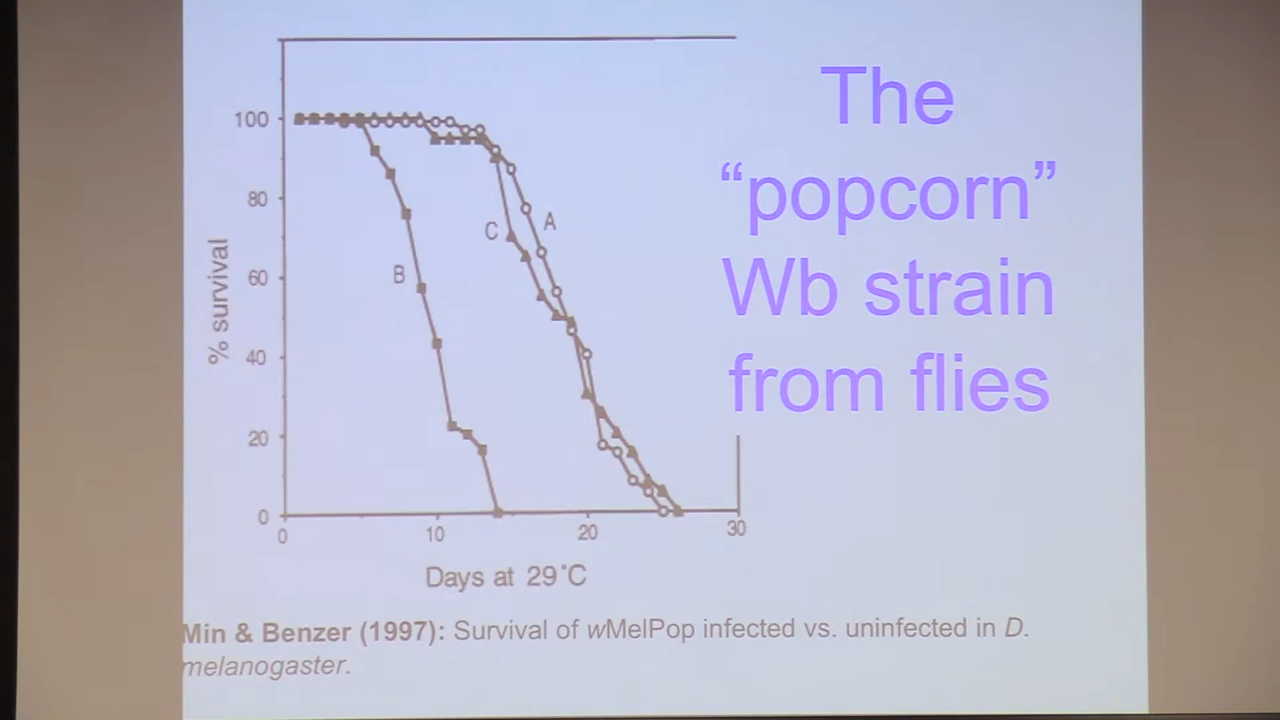 The
“popcorn”
Wb strain
from flies
100
80
60
40
20
0
% survival
A
C
B
0
10
20
30
Days at 29°C
Min & Benzer (1997): Survival of wMelPop infected vs. uninfected in D.
melanogaster.